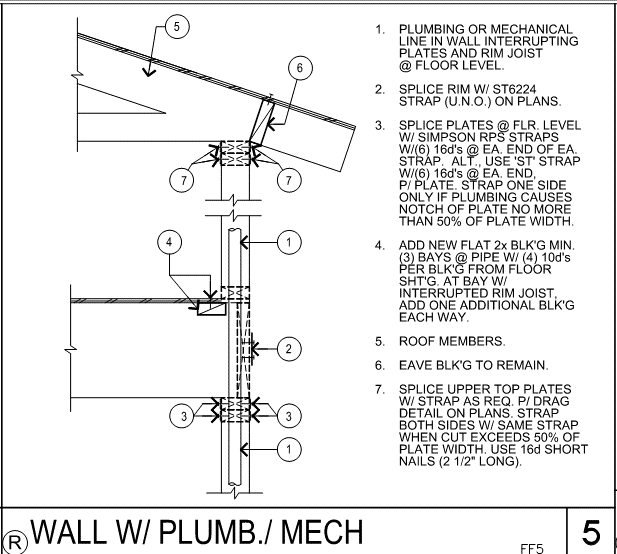 5
6
7
7
4
1
2
3
3
1
1. PLUMBING OR MECHANICAL
LINE IN WALL INTERRUPTING
PLATES AND RIM JOIST
@ FLOOR LEVEL.
2. SPLICE RIM W/ ST6224
STRAP (U.N.O.) ON PLANS.
3. SPLICE PLATES @ FLR. LEVEL
W/ SIMPSON RPS STRAPS
W/(6) 16d's @ EA. END OF EA.
STRAP. ALT., USE 'ST' STRAP
W/(6) 16d's @ EA. END,
P/ PLATE. STRAP ONE SIDE
ONLY IF PLUMBING CAUSES
NOTCH OF PLATE NO MORE
THAN 50% OF PLATE WIDTH.
4. ADD NEW FLAT 2x BLK'G MIN.
(3) BAYS @ PIPE W/ (4) 10d's
PER BLK'G FROM FLOOR
SHT'G. AT BAY W/
INTERRUPTED RIM JOIST,
ADD ONE ADDITIONAL BLK'G
EACH WAY.
5. ROOF MEMBERS.
6. EAVE BLK'G TO REMAIN.
7. SPLICE UPPER TOP PLATES
W/ STRAP AS REQ. P/ DRAG
DETAIL ON PLANS. STRAP
BOTH SIDES W/ SAME STRAP
WHEN CUT EXCEEDS 50% OF
PLATE WIDTH. USE 16d SHORT
NAILS (2 1/2" LONG).
R WALL W/ PLUMB./ MECH
FF5
5